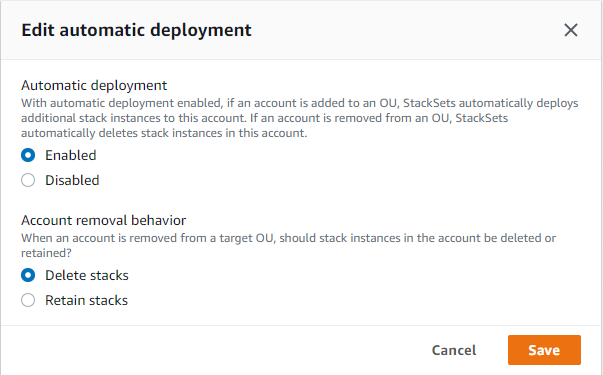 Edit automatic deployment
Automatic deployment
With automatic deployment enabled, if an account is added to an OU, StackSets automatically deploys
additional stack instances to this account. If an account is removed from an OU, StackSets
automatically deletes stack instances in this account.
Enabled
Disabled
Account removal behavior
When an account is removed from a target OU, should stack instances in the account be deleted or
retained?
Delete stacks
Retain stacks
Cancel
Save